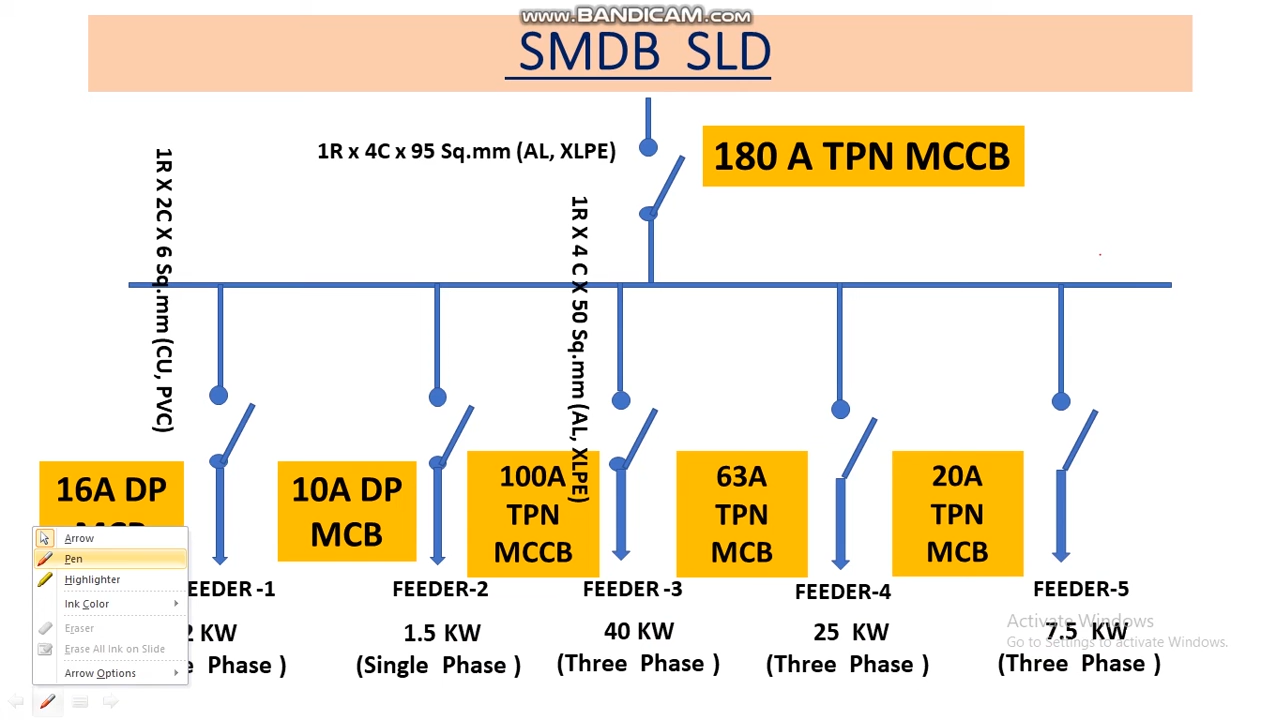 WWW.BANDICAM.COM
SMDB SLD
1R x 4C x 95 Sq.mm (AL, XLPE)
180 A TPN MCCB
1R X 2C X 6 Sq.mm (CU, PVC)
1R X 4 C X 50 Sq.mm (AL, XLPE)
16A DP
MCB
10A DP
MCB
100A
TPN
MCCB
63A
TPN
MCB
20A
TPN
MCB
Arrow
Pen
Highlighter
Ink Color
Eraser
Erase All Ink on Slide
Arrow Options
EEDER -1
2 KW
e Phase )
FEEDER-2
1.5 KW
(Single Phase )
FEEDER -3
40 KW
(Three Phase )
FEEDER-4
25 KW
(Three Phase )
FEEDER-5
7.5 KW
(Three Phase )
Activate Windows
Go to Settings to activate Windows.